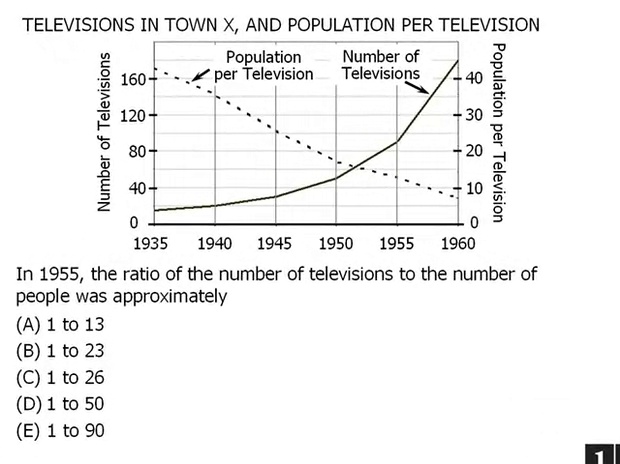 TELEVISIONS IN TOWN X, AND POPULATION PER TELEVISION
Number of Televisions
160
120
80
40
0
Population
per Television
Number of
Televisions
40
30
20
10
0
Population per Television
1935 1940 1945 1950 1955 1960
In 1955, the ratio of the number of televisions to the number of
people was approximately
(A) 1 to 13
(B) 1 to 23
(C) 1 to 26
(D) 1 to 50
(E) 1 to 90
1